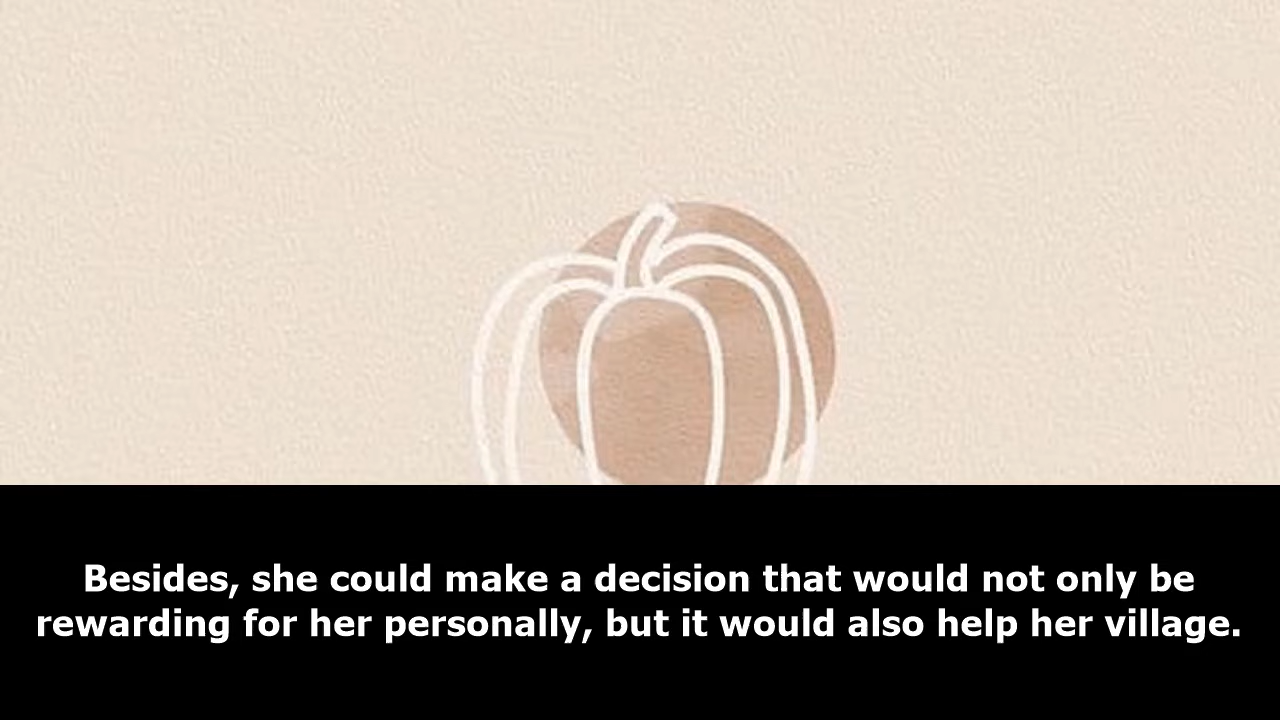 Besides, she could make a decision that would not only be
rewarding for her personally, but it would also help her village.